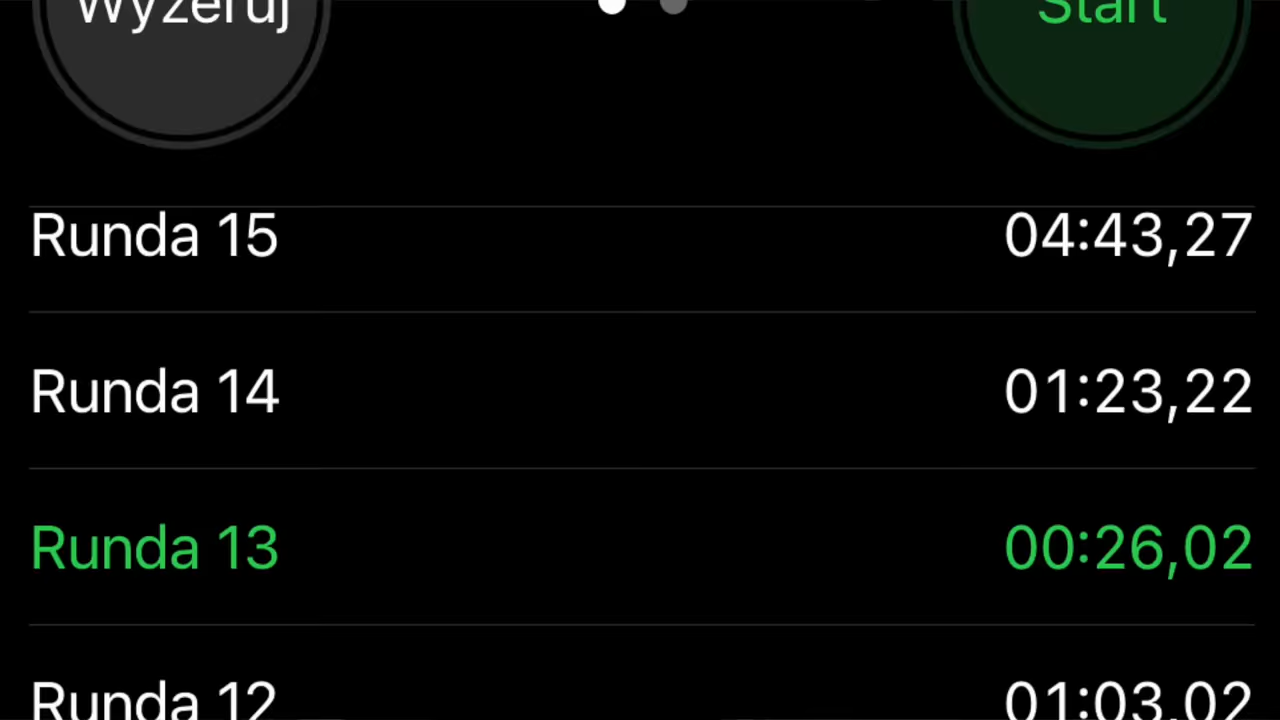 Wyzeruj Start
Runda 15 04:43,27
Runda 14 01:23,22
Runda 13 00:26,02
Runda 12 01:03,02